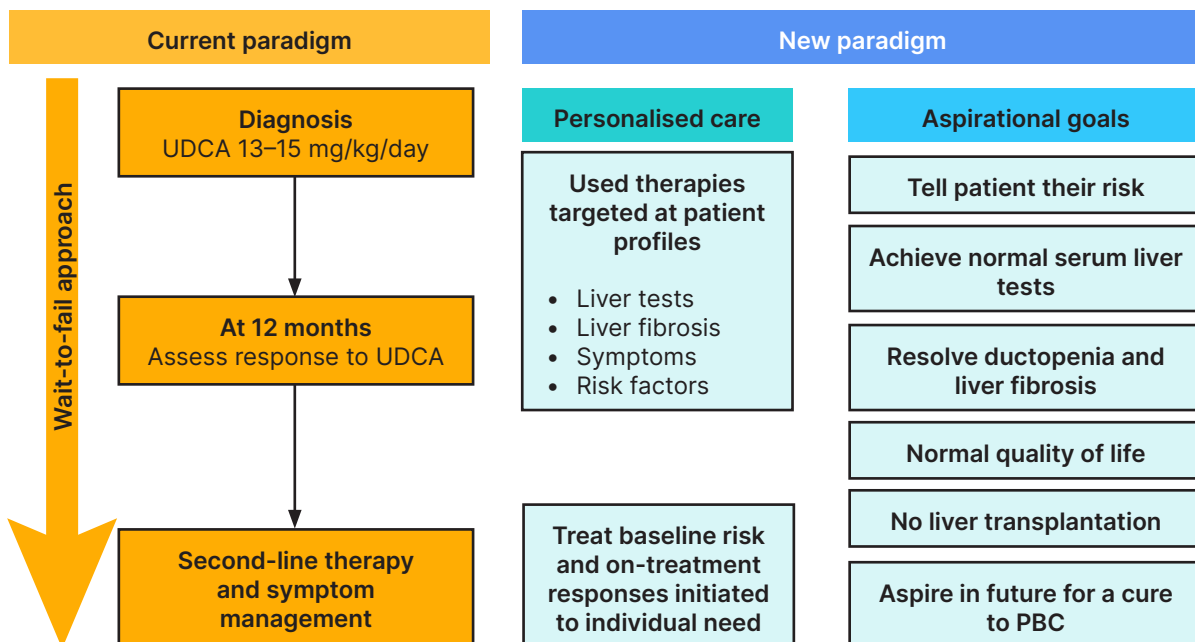 Current paradigm
Wait-to-fail approach
Diagnosis
UDCA 13–15 mg/kg/day
At 12 months
Assess response to UDCA
Second-line therapy
and symptom
management
New paradigm
Personalised care
Used therapies
targeted at patient
profiles
• Liver tests
• Liver fibrosis
• Symptoms
• Risk factors
Treat baseline risk
and on-treatment
responses initiated
to individual need
Aspirational goals
Tell patient their risk
Achieve normal serum liver
tests
Resolve ductopenia and
liver fibrosis
Normal quality of life
No liver transplantation
Aspire in future for a cure
to PBC